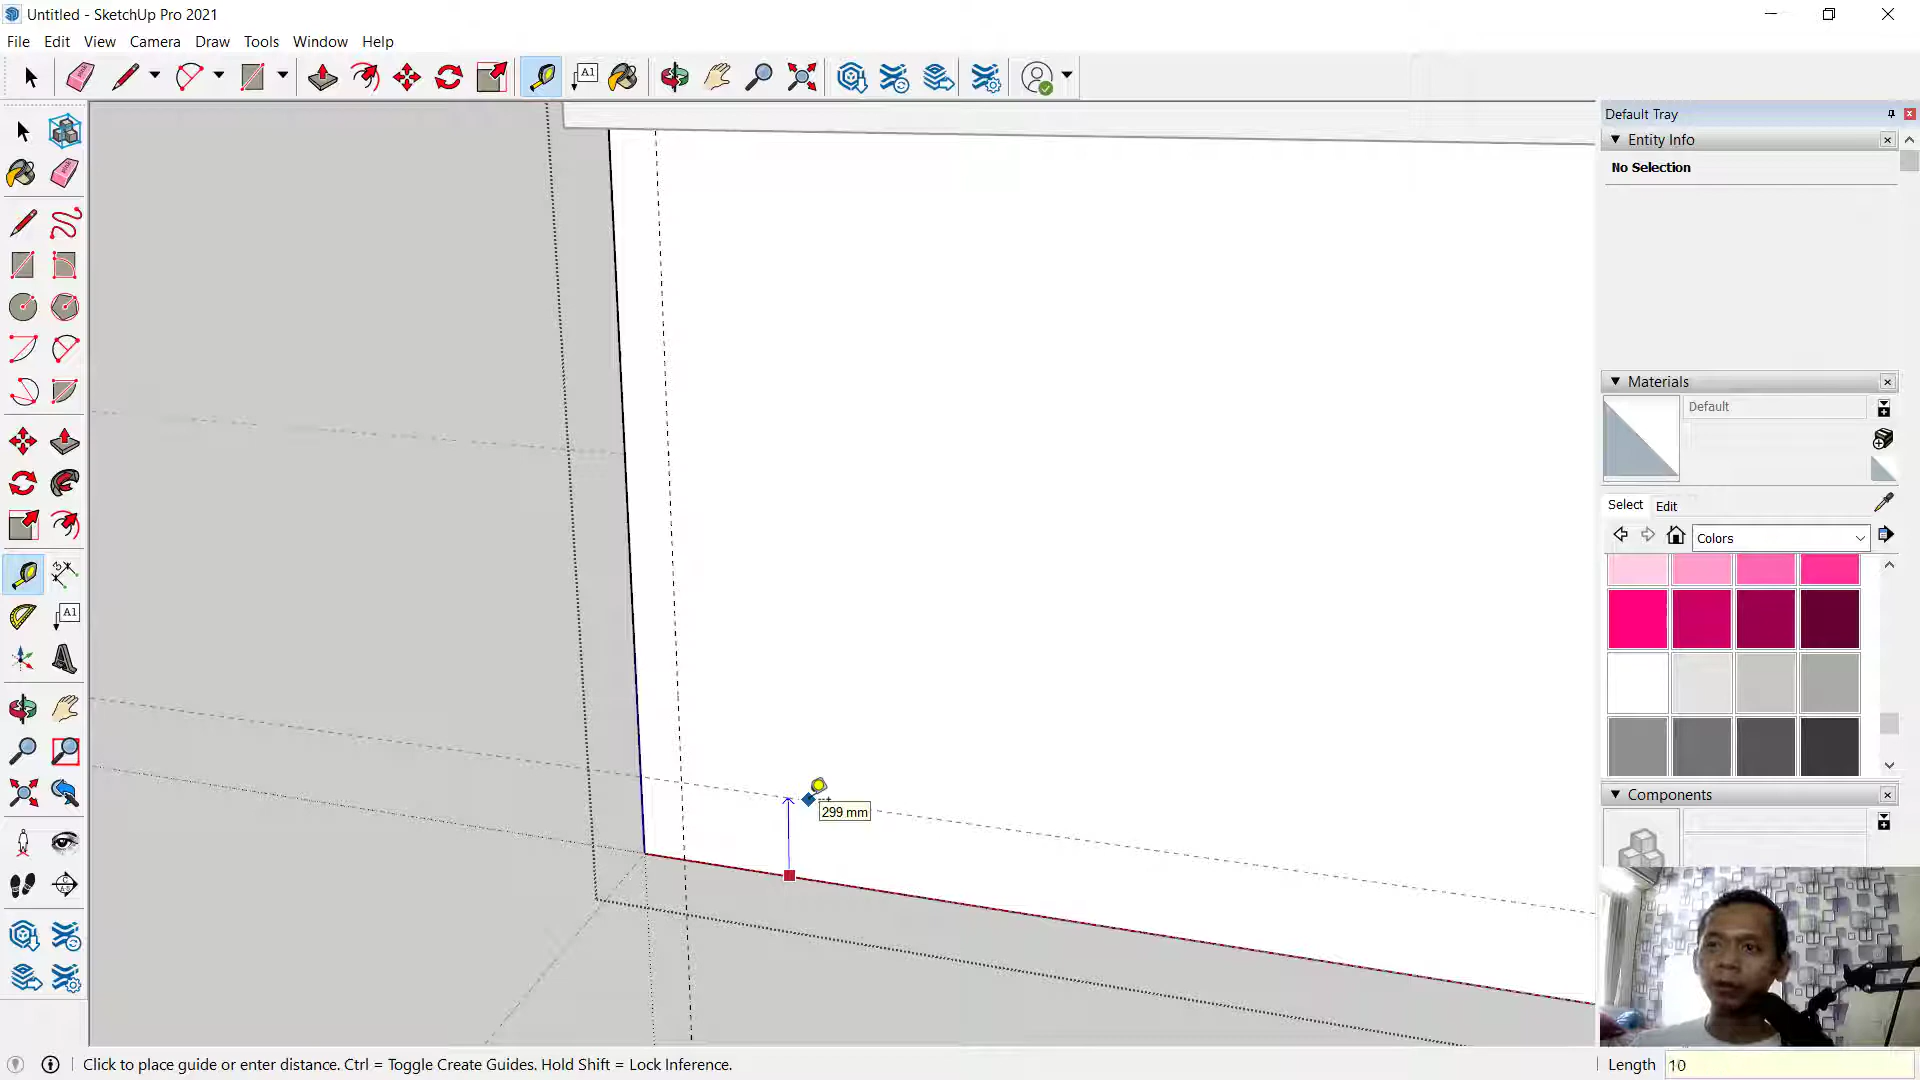 Untitled - SketchUp Pro 2021
File Edit View Camera Draw Tools Window Help
A1
Default Tray
Entity Info
No Selection
Materials
Default
Select Edit
Colors
A1
299 mm
Components
Click to place guide or enter distance. Ctrl = Toggle Create Guides. Hold Shift = Lock Inference.
Length 10